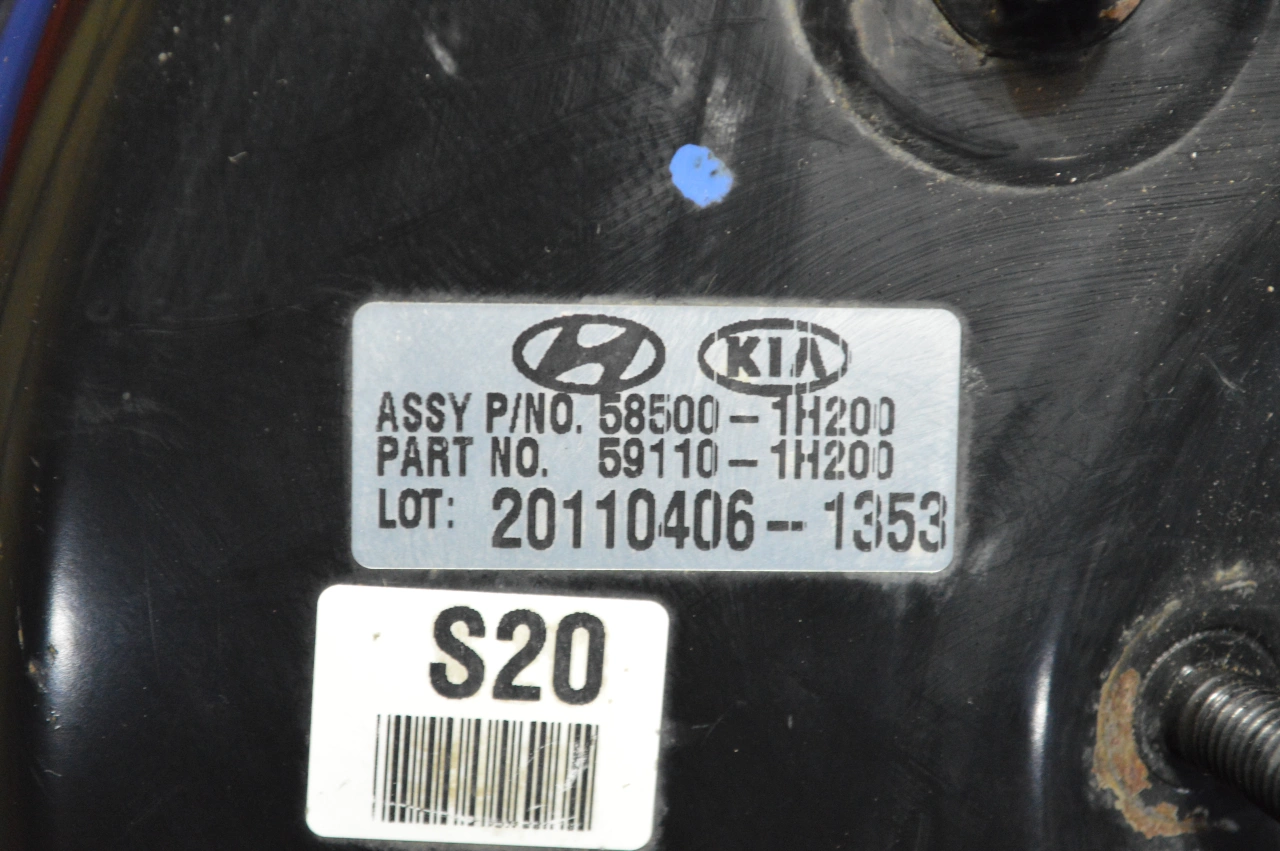 KIA
ASSY P/NO. 58500-1H200
PART NO. 59110-1H200
LOT: 20110406-1353
S20